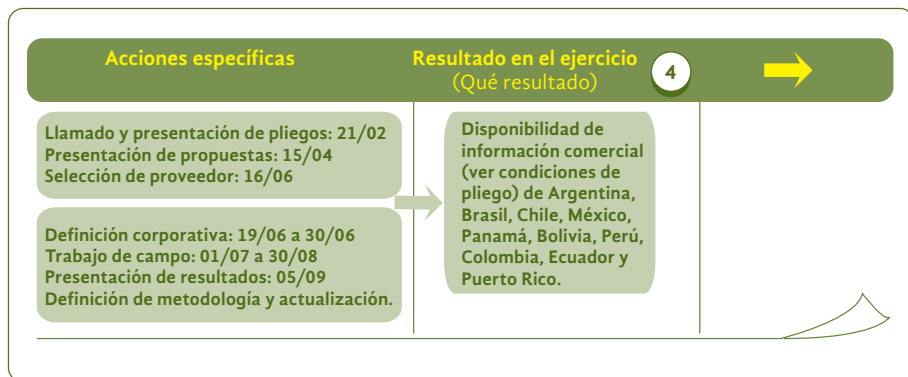 Acciones específicas
Resultado en el ejercicio
(Qué resultado)
4
Llamado y presentación de pliegos: 21/02
Presentación de propuestas: 15/04
Selección de proveedor: 16/06
Definición corporativa: 19/06 a 30/06
Trabajo de campo: 01/07 a 30/08
Presentación de resultados: 05/09
Definición de metodología y actualización.
Disponibilidad de
información comercial
(ver condiciones de
pliego) de Argentina,
Brasil, Chile, México,
Panamá, Bolivia, Perú,
Colombia, Ecuador y
Puerto Rico.